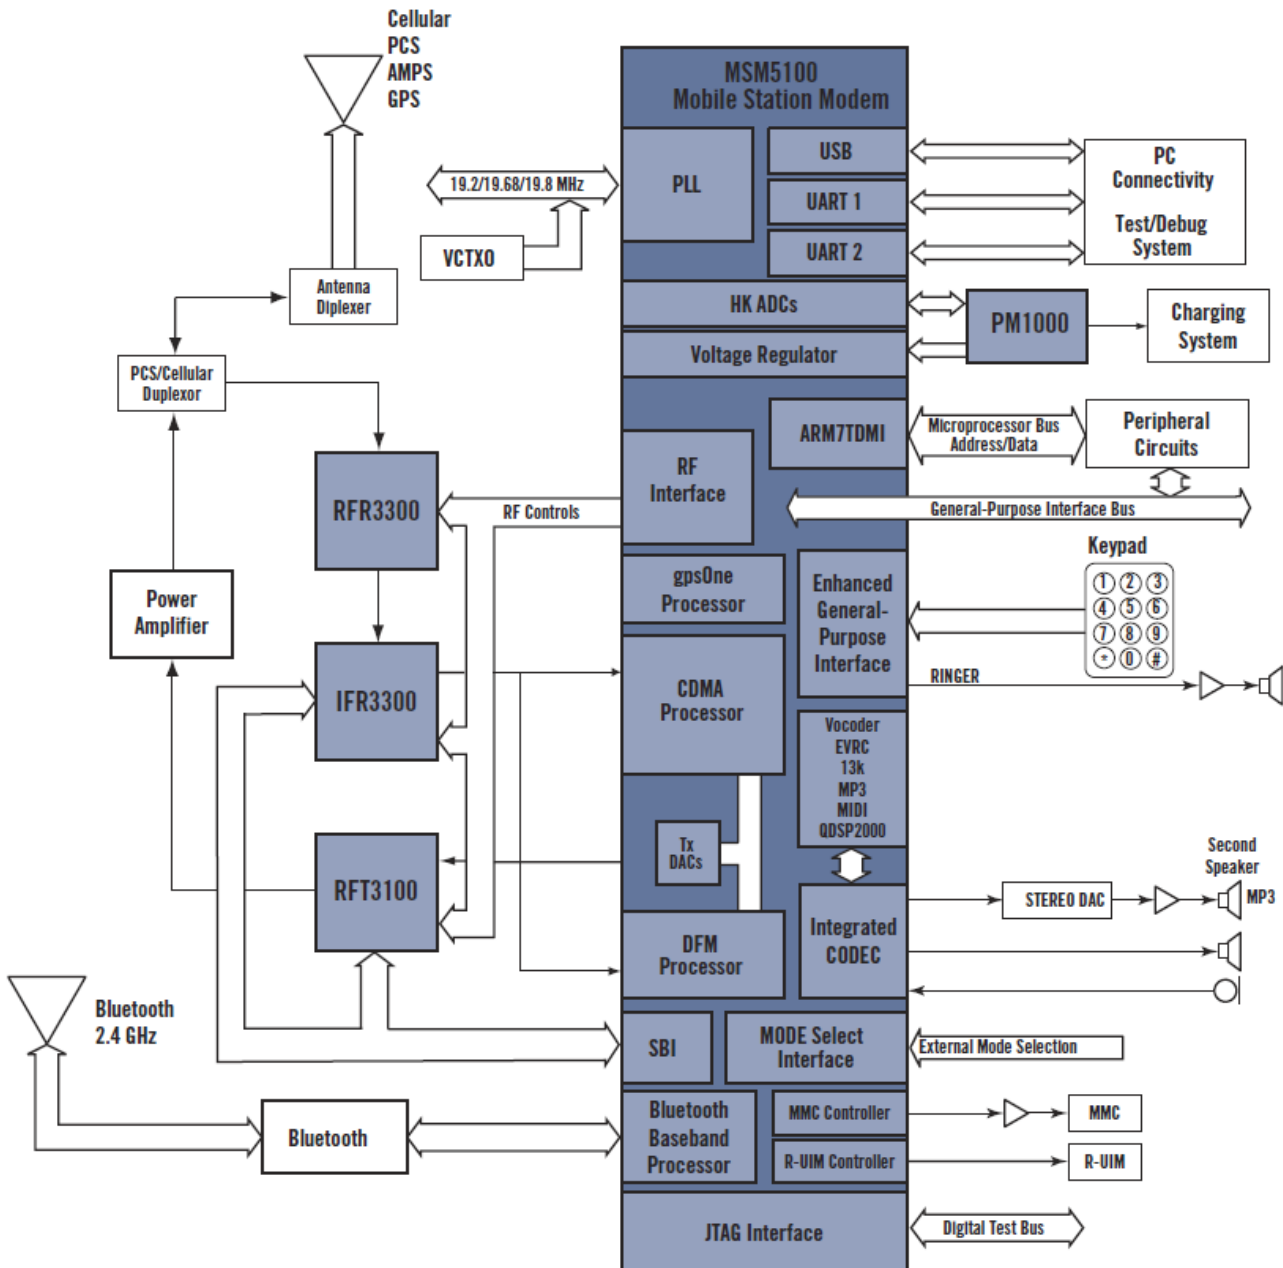 Cellular
PCS
AMPS
GPS
MSM5100
Mobile Station Modem
PLL
USB
UART 1
UART 2
PC
Connectivity
Test/Debug
System
19.2/19.68/19.8 MHz
VCTXO
Antenna
Diplexer
HK ADCs
PM1000
Charging
System
Voltage Regulator
PCS/Cellular
Duplexor
ARM7TDMI
Microprocessor Bus
Address/Data
Peripheral
Circuits
RF
Interface
RFR3300
RF Controls
General-Purpose Interface Bus
Keypad
1 2 3
4 5 6
7 8 9
* 0 #
gpsOne
Processor
Enhanced
General-
Purpose
Interface
Power
Amplifier
RINGER
IFR3300
CDMA
Processor
Vocoder
EVRC
13k
MP3
MIDI
QDSP2000
Tx
DACs
RFT3100
Second
Speaker
MP3
STEREO DAC
Integrated
CODEC
DFM
Processor
Bluetooth
2.4 GHz
SBI
MODE Select
Interface
External Mode Selection
Bluetooth
Bluetooth
Baseband
Processor
MMC Controller
MMC
R-UIM Controller
R-UIM
JTAG Interface
Digital Test Bus